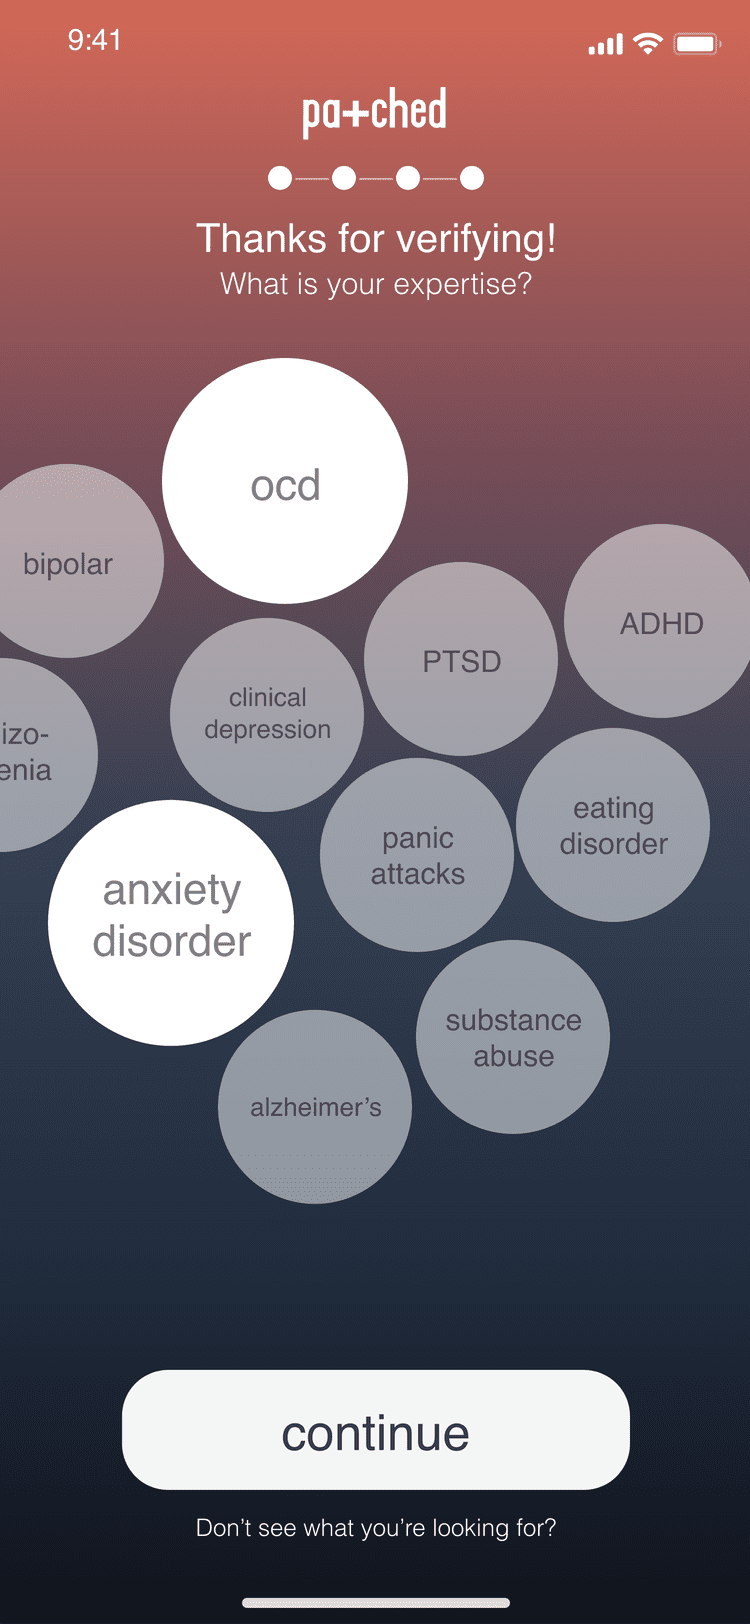 9:41
pa+ched
Thanks for verifying!
What is your expertise?
ocd
bipolar
ADHD
PTSD
clinical
depression
izo-
enia
eating
disorder
panic
attacks
anxiety
disorder
substance
abuse
alzheimer’s
continue
Don’t see what you’re looking for?